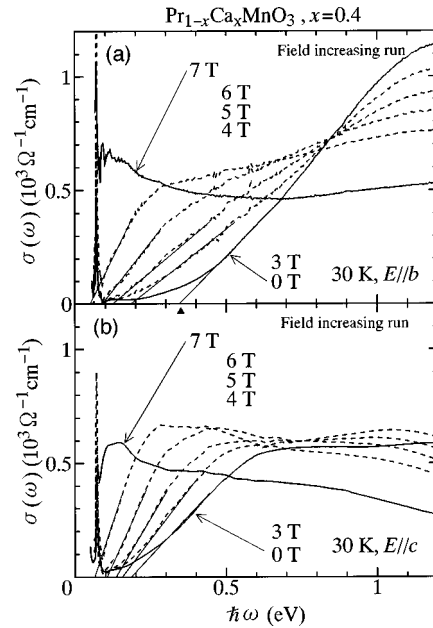 Pr1-xCaxMnO3, x=0.4
(a)
Field increasing run
7 T
6 T
5 T
4 T
1
0.5
0
σ(ω) (10³ Ω⁻¹cm⁻¹)
3 T
0 T
30 K, E//b
(b)
Field increasing run
7 T
6 T
5 T
4 T
1
0.5
0
σ(ω) (10³ Ω⁻¹cm⁻¹)
3 T
0 T
30 K, E//c
0
0.5
1
ħω (eV)